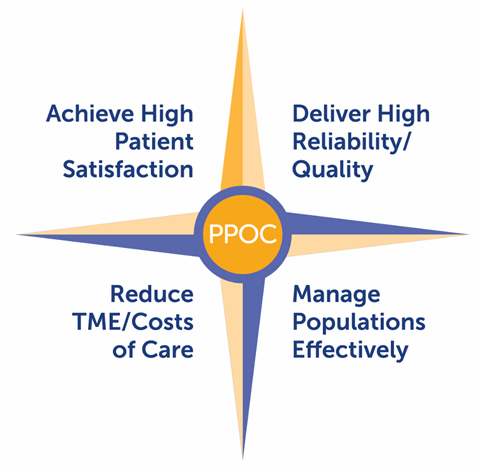 Achieve High
Patient
Satisfaction
Deliver High
Reliability/
Quality
PPOC
Reduce
TME/Costs
of Care
Manage
Populations
Effectively